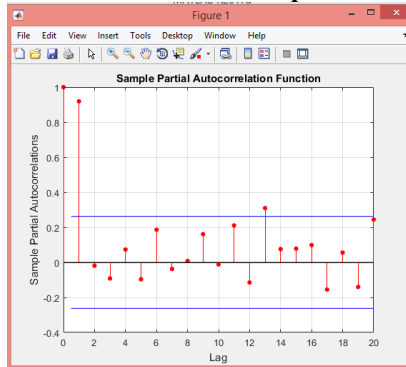 Figure 1
File Edit View Insert Tools Desktop Window Help
Sample Partial Autocorrelation Function
Sample Partial Autocorrelations
1
0.8
0.6
0.4
0.2
0
-0.2
-0.4
0 2 4 6 8 10 12 14 16 18 20
Lag